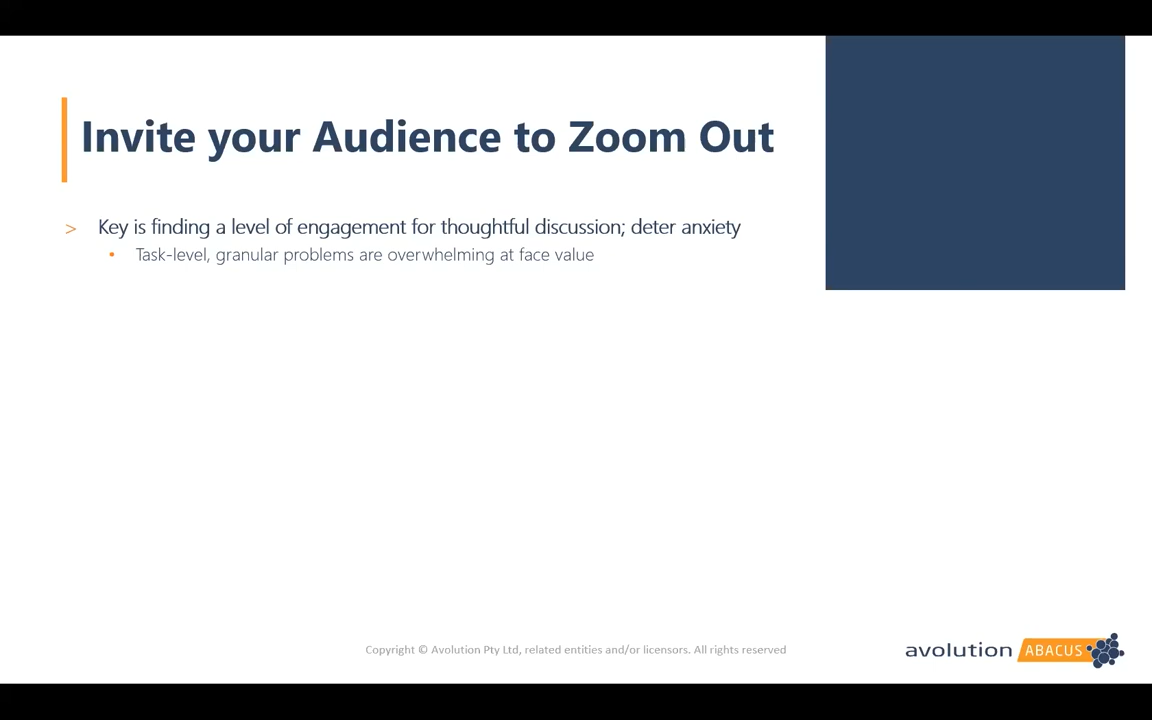 Invite your Audience to Zoom Out
> Key is finding a level of engagement for thoughtful discussion; deter anxiety
• Task-level, granular problems are overwhelming at face value
Copyright © Avolution Pty Ltd, related entities and/or licensors. All rights reserved
avolution ABACUS